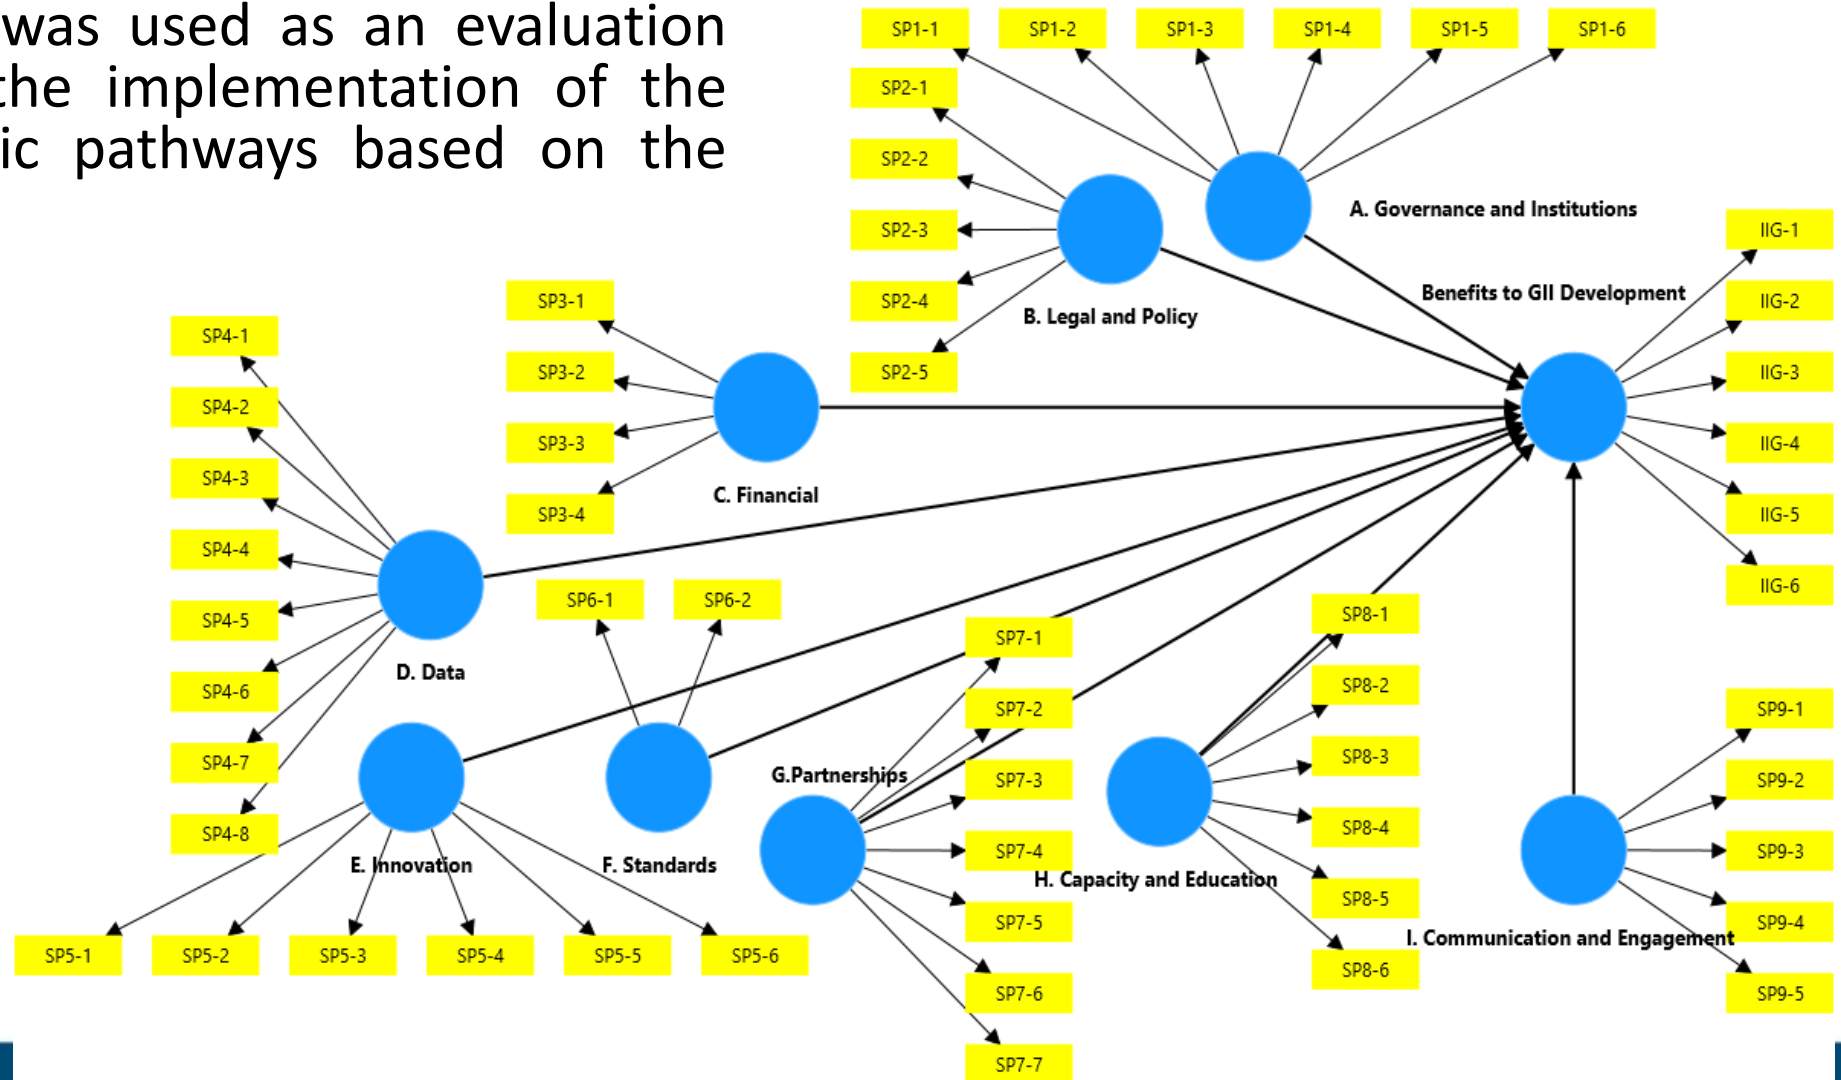 was used as an evaluation
the implementation of the
ic pathways based on the
SP1-1 SP1-2 SP1-3 SP1-4 SP1-5 SP1-6
SP2-1
SP2-2
SP2-3
SP2-4
SP2-5
A. Governance and Institutions
B. Legal and Policy
Benefits to GII Development
IIG-1
IIG-2
IIG-3
IIG-4
IIG-5
IIG-6
SP3-1
SP3-2
SP3-3
SP3-4
C. Financial
SP4-1
SP4-2
SP4-3
SP4-4
SP4-5
SP4-6
SP4-7
SP4-8
D. Data
SP6-1 SP6-2
E. Innovation
F. Standards
SP5-1 SP5-2 SP5-3 SP5-4 SP5-5 SP5-6
G.Partnerships
SP7-1
SP7-2
SP7-3
SP7-4
SP7-5
SP7-6
SP7-7
H. Capacity and Education
SP8-1
SP8-2
SP8-3
SP8-4
SP8-5
SP8-6
I. Communication and Engagement
SP9-1
SP9-2
SP9-3
SP9-4
SP9-5